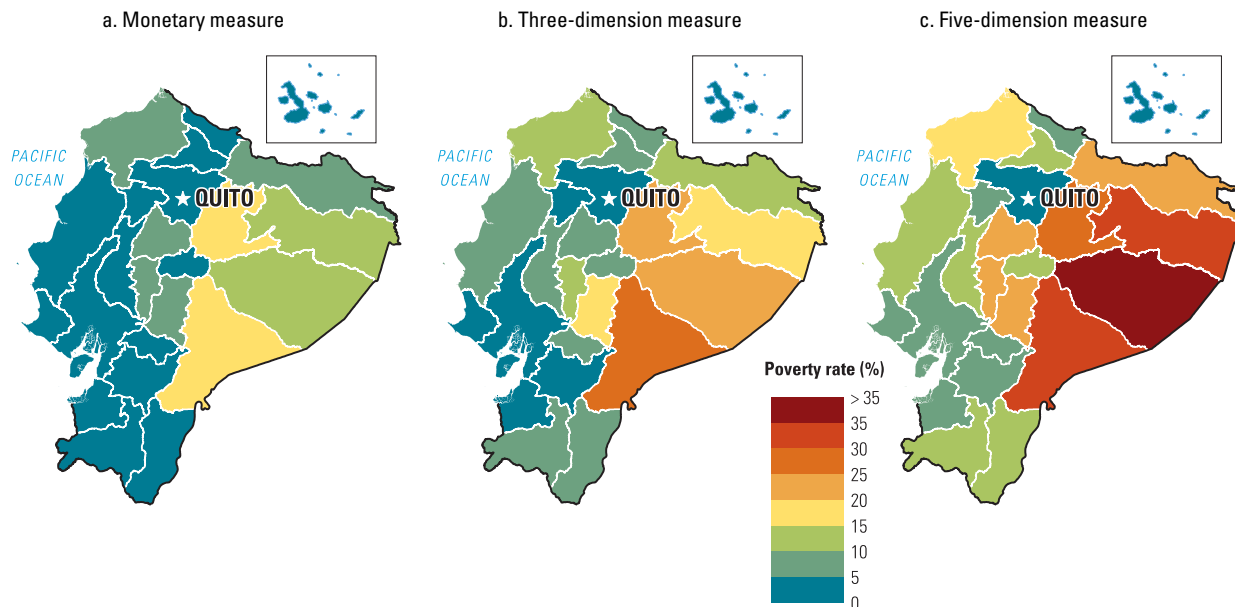 a. Monetary measure
b. Three-dimension measure
c. Five-dimension measure
PACIFIC
OCEAN
QUITO
PACIFIC
OCEAN
QUITO
PACIFIC
OCEAN
QUITO
Poverty rate (%)
> 35
35
30
25
20
15
10
5
0